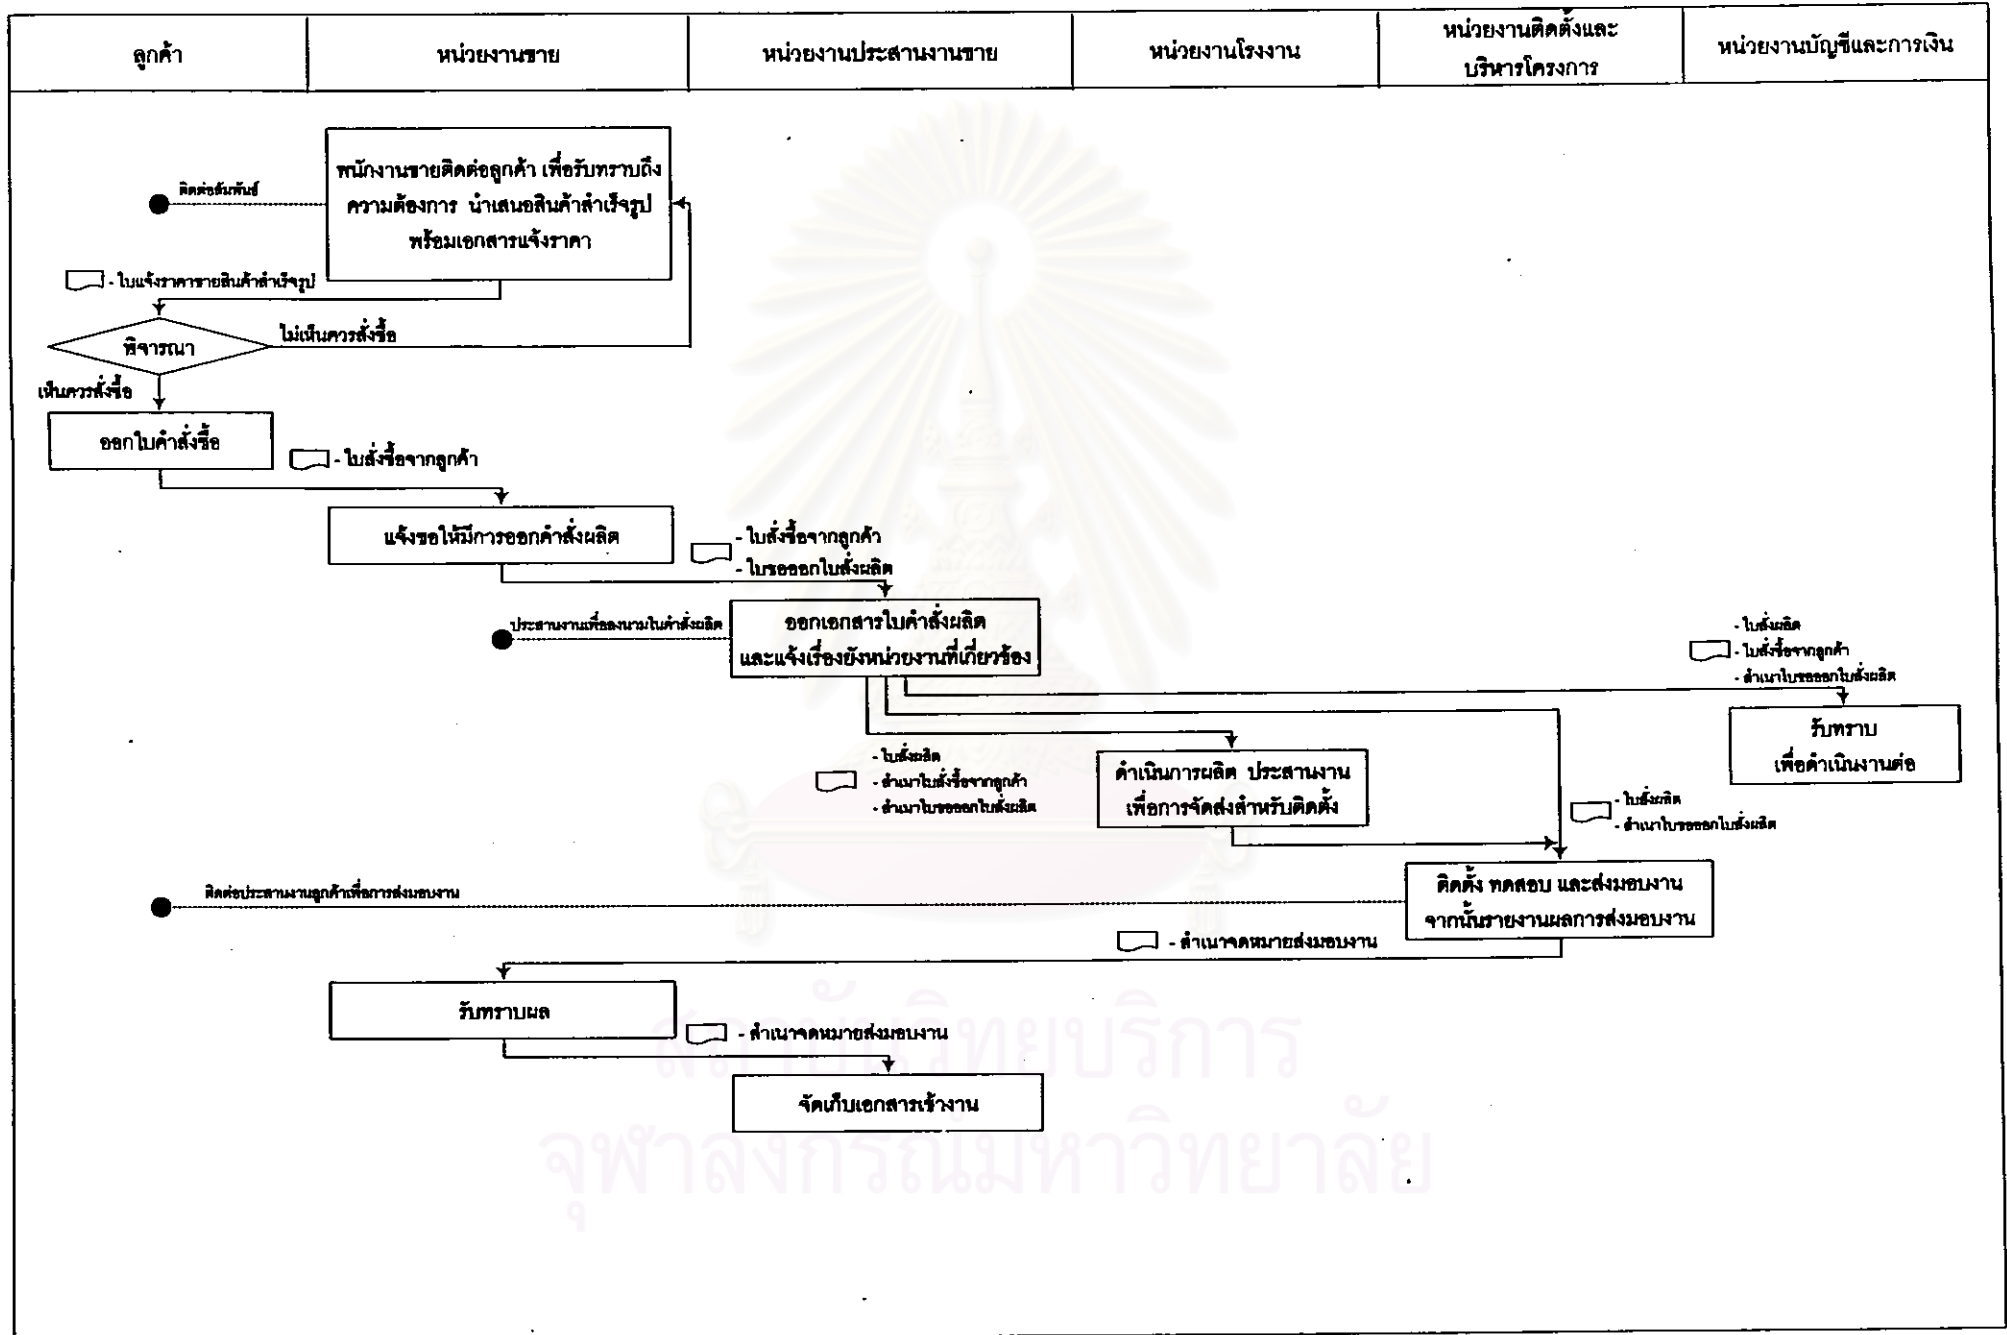 ลูกค้า
หน่วยงานขาย
หน่วยงานประสานงานขาย
หน่วยงานโรงงาน
หน่วยงานติดตั้งและ
บริหารโครงการ
หน่วยงานบัญชีและการเงิน
พนักงานขายติดต่อลูกค้า เพื่อรับทราบถึง
ความต้องการ นำเสนอสินค้าสำเร็จรูป
พร้อมเอกสารแจ้งราคา
ติดต่อสัมพันธ์
- ใบแจ้งราคาขายสินค้าสำเร็จรูป
พิจารณา
ไม่เห็นควรสั่งซื้อ
เห็นควรสั่งซื้อ
ออกใบคำสั่งซื้อ
- ใบสั่งซื้อจากลูกค้า
แจ้งขอให้มีการออกคำสั่งผลิต
- ใบสั่งซื้อจากลูกค้า
- ใบขอออกใบสั่งผลิต
ประสานงานเพื่อลงนามในคำสั่งผลิต
ออกเอกสารใบคำสั่งผลิต
และแจ้งเรื่องยังหน่วยงานที่เกี่ยวข้อง
- ใบสั่งผลิต
- ใบสั่งซื้อจากลูกค้า
- สำเนาใบขอออกใบสั่งผลิต
รับทราบ
เพื่อดำเนินงานต่อ
- ใบสั่งผลิต
- สำเนาใบสั่งซื้อจากลูกค้า
- สำเนาใบขอออกใบสั่งผลิต
ดำเนินการผลิต ประสานงาน
เพื่อการจัดส่งสำหรับติดตั้ง
- ใบสั่งผลิต
- สำเนาใบขอออกใบสั่งผลิต
ติดต่อประสานงานลูกค้าเพื่อการส่งมอบงาน
ติดตั้ง ทดสอบ และส่งมอบงาน
จากนั้นรายงานผลการส่งมอบงาน
- สำเนาจดหมายส่งมอบงาน
รับทราบผล
- สำเนาจดหมายส่งมอบงาน
จัดเก็บเอกสารเข้างาน
สถาบันวิทยบริการ
จุฬาลงกรณ์มหาวิทยาลัย